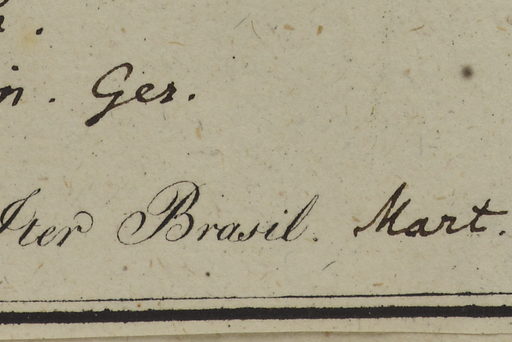 . Ger.
Iter Brasil. Mart.